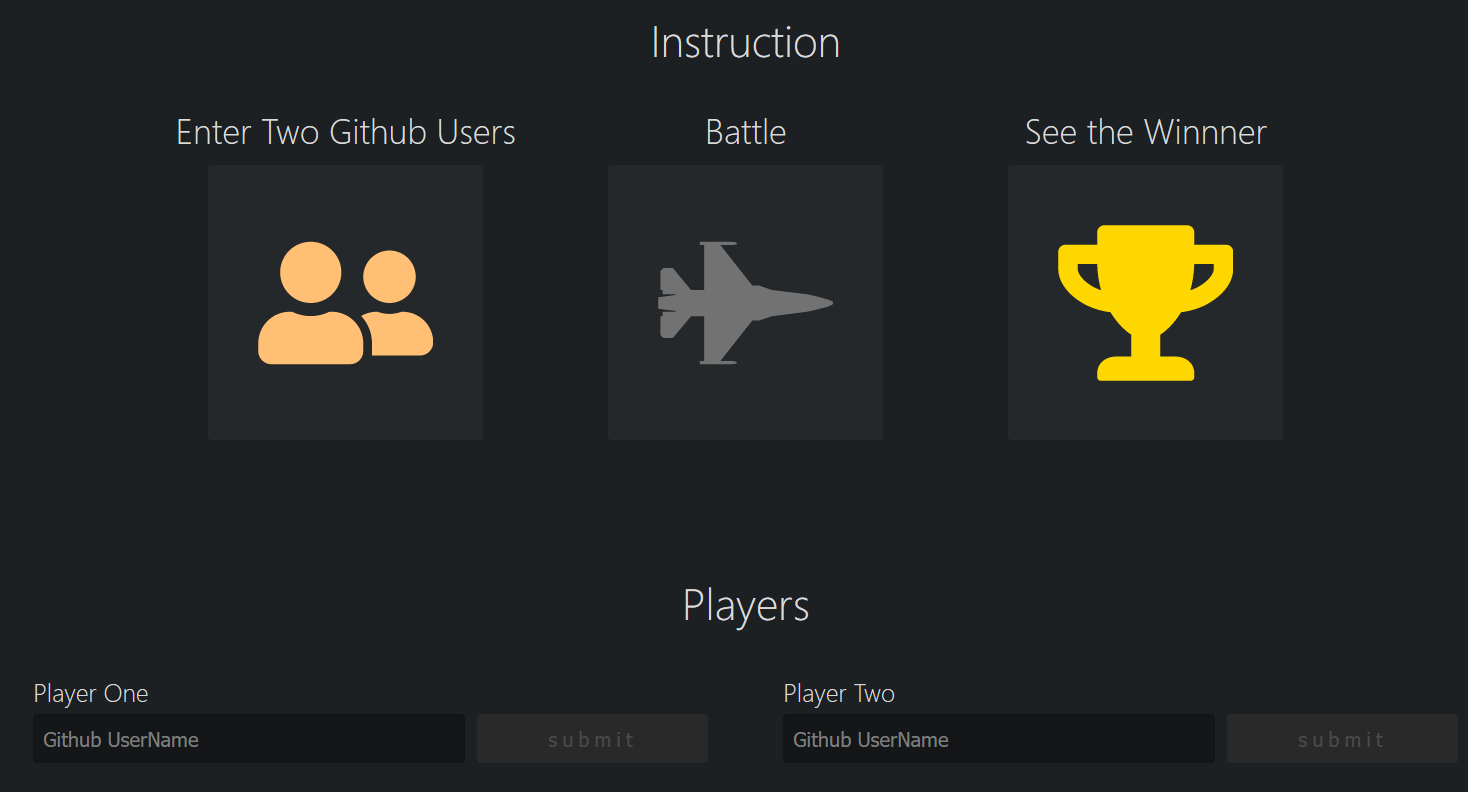 Instruction
Enter Two Github Users
Battle
See the Winnner
Players
Player One
Player Two
Github UserName
submit
Github UserName
submit